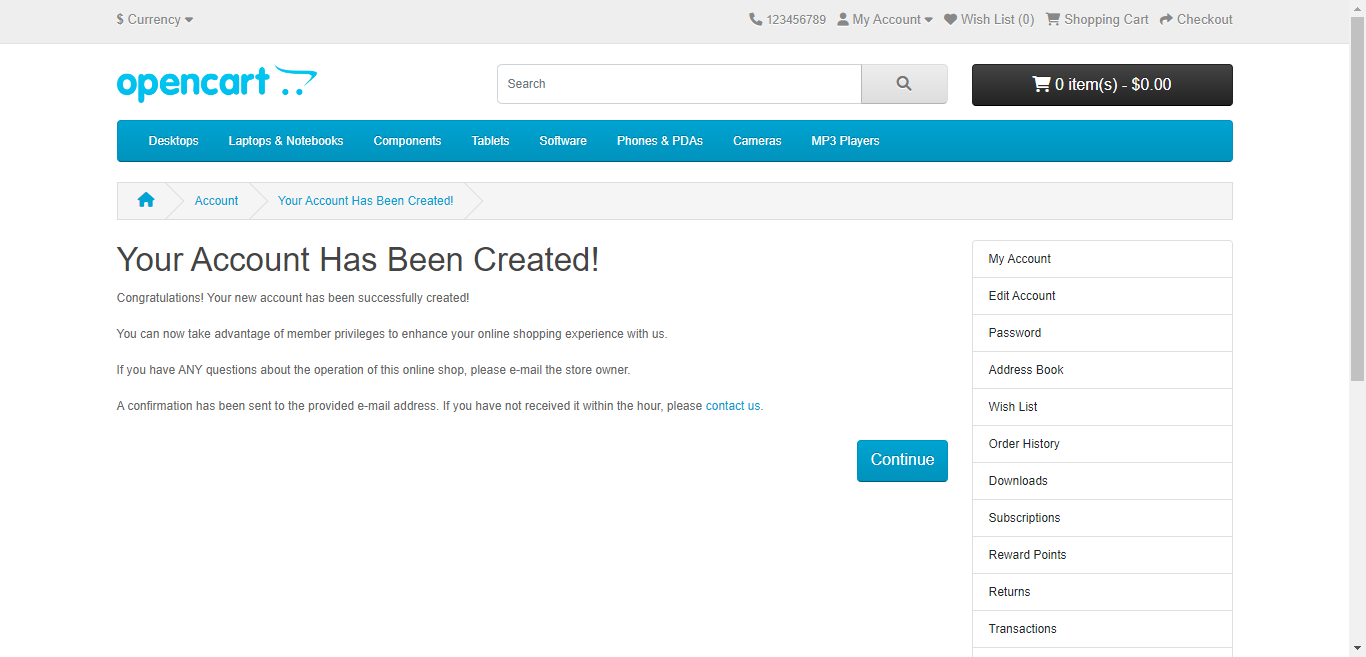 $ Currency
123456789 My Account Wish List (0) Shopping Cart Checkout
opencart
Search
0 item(s) - $0.00
Desktops Laptops & Notebooks Components Tablets Software Phones & PDAs Cameras MP3 Players
Account Your Account Has Been Created!
Your Account Has Been Created!
Congratulations! Your new account has been successfully created!
You can now take advantage of member privileges to enhance your online shopping experience with us.
If you have ANY questions about the operation of this online shop, please e-mail the store owner.
A confirmation has been sent to the provided e-mail address. If you have not received it within the hour, please contact us.
Continue
My Account
Edit Account
Password
Address Book
Wish List
Order History
Downloads
Subscriptions
Reward Points
Returns
Transactions